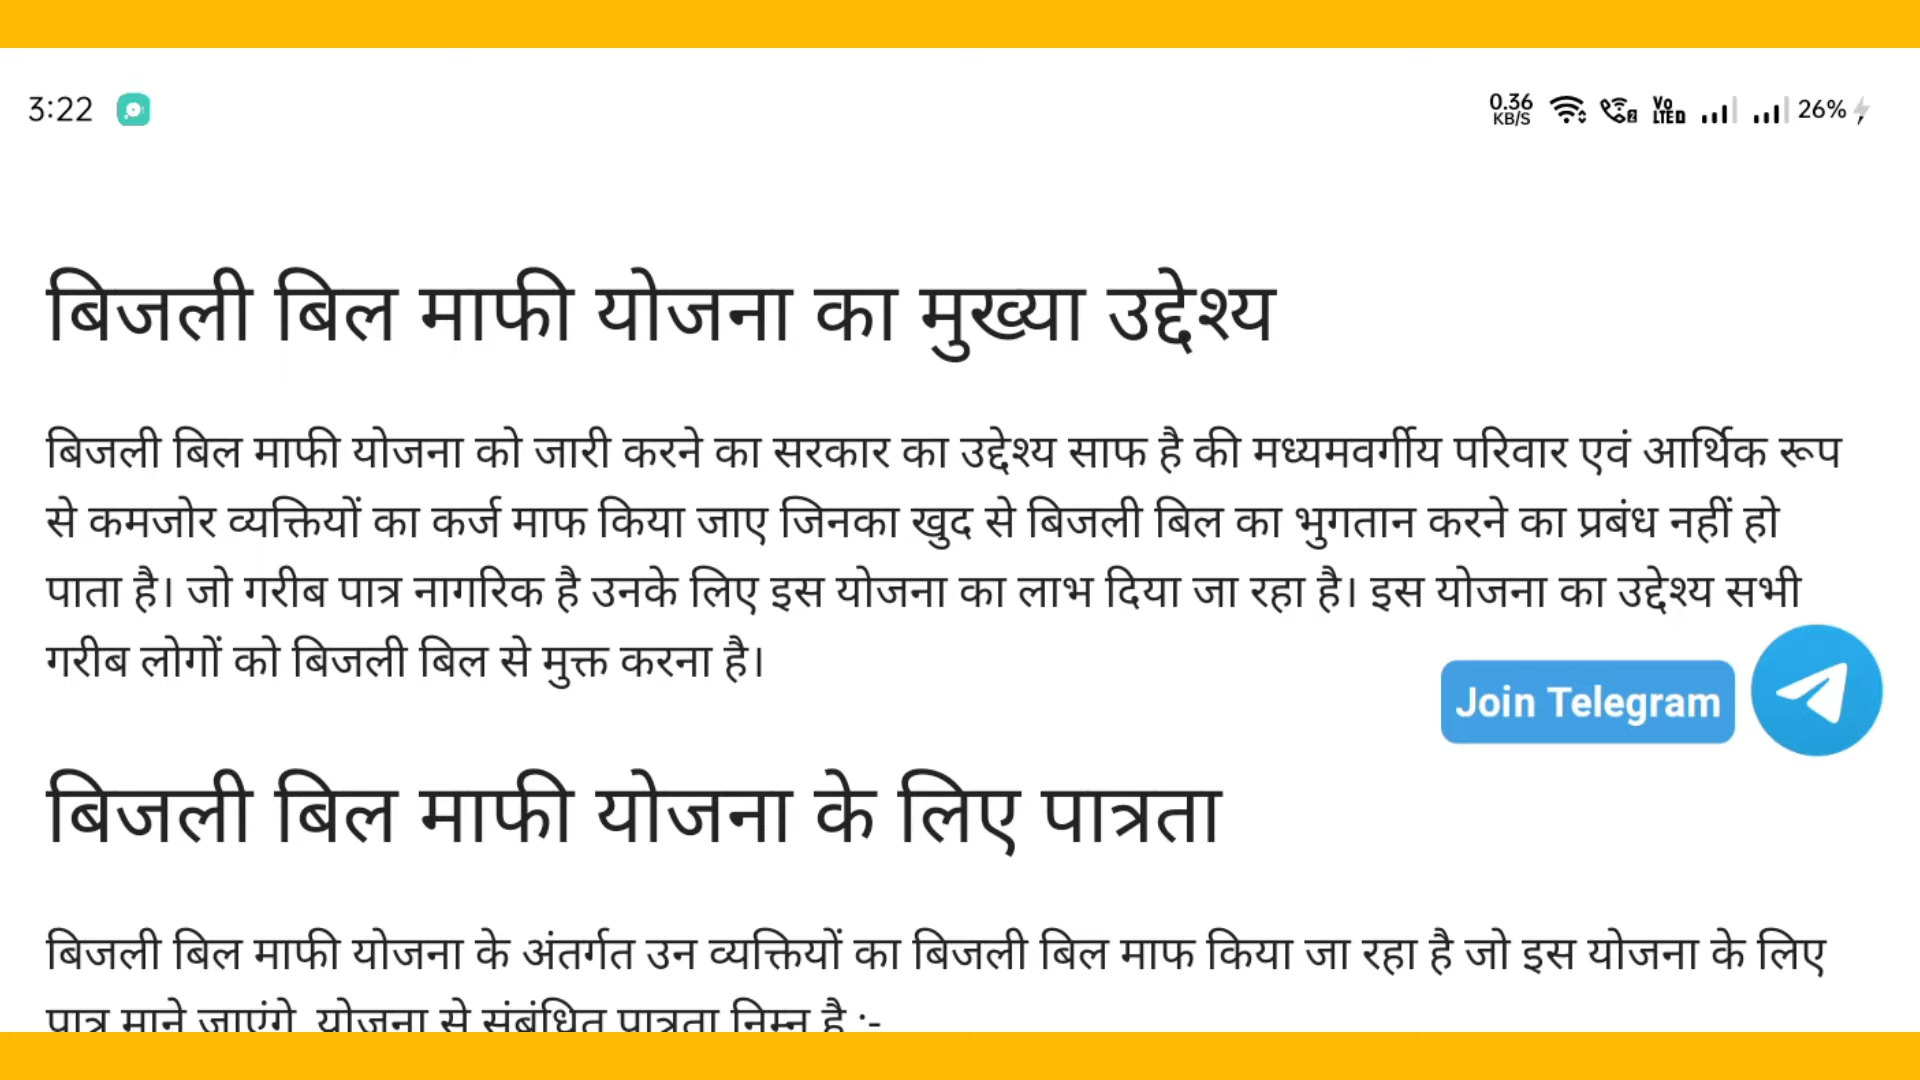 3:22
0.36 KB/S Vo LTE 2 26%
बिजली बिल माफी योजना का मुख्या उद्देश्य
बिजली बिल माफी योजना को जारी करने का सरकार का उद्देश्य साफ है की मध्यमवर्गीय परिवार एवं आर्थिक रूप
से कमजोर व्यक्तियों का कर्ज माफ किया जाए जिनका खुद से बिजली बिल का भुगतान करने का प्रबंध नहीं हो
पाता है। जो गरीब पात्र नागरिक है उनके लिए इस योजना का लाभ दिया जा रहा है। इस योजना का उद्देश्य सभी
गरीब लोगों को बिजली बिल से मुक्त करना है।
Join Telegram
बिजली बिल माफी योजना के लिए पात्रता
बिजली बिल माफी योजना के अंतर्गत उन व्यक्तियों का बिजली बिल माफ किया जा रहा है जो इस योजना के लिए
पात्र माने जाएंगे, योजना से संबंधित पात्रता निम्न है :-